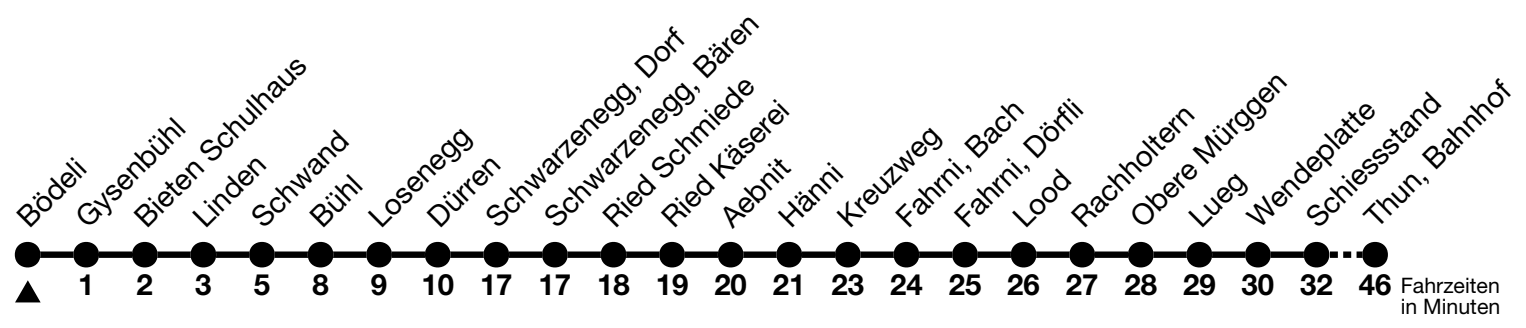 Bödeli
Gysenbühl
Bieten Schulhaus
Linden
Schwand
Bühl
Losenegg
Dürren
Schwarzenegg, Dorf
Schwarzenegg, Bären
Ried Schmiede
Ried Käserei
Aebnit
Hänni
Kreuzweg
Fahrni, Bach
Fahrni, Dörfli
Lood
Rachholtern
Obere Mürggen
Lueg
Wendeplatte
Schiessstand
Thun, Bahnhof
1 2 3 5 8 9 10 17 17 18 19 20 21 23 24 25 26 27 28 29 30 32 46 Fahrzeiten
in Minuten